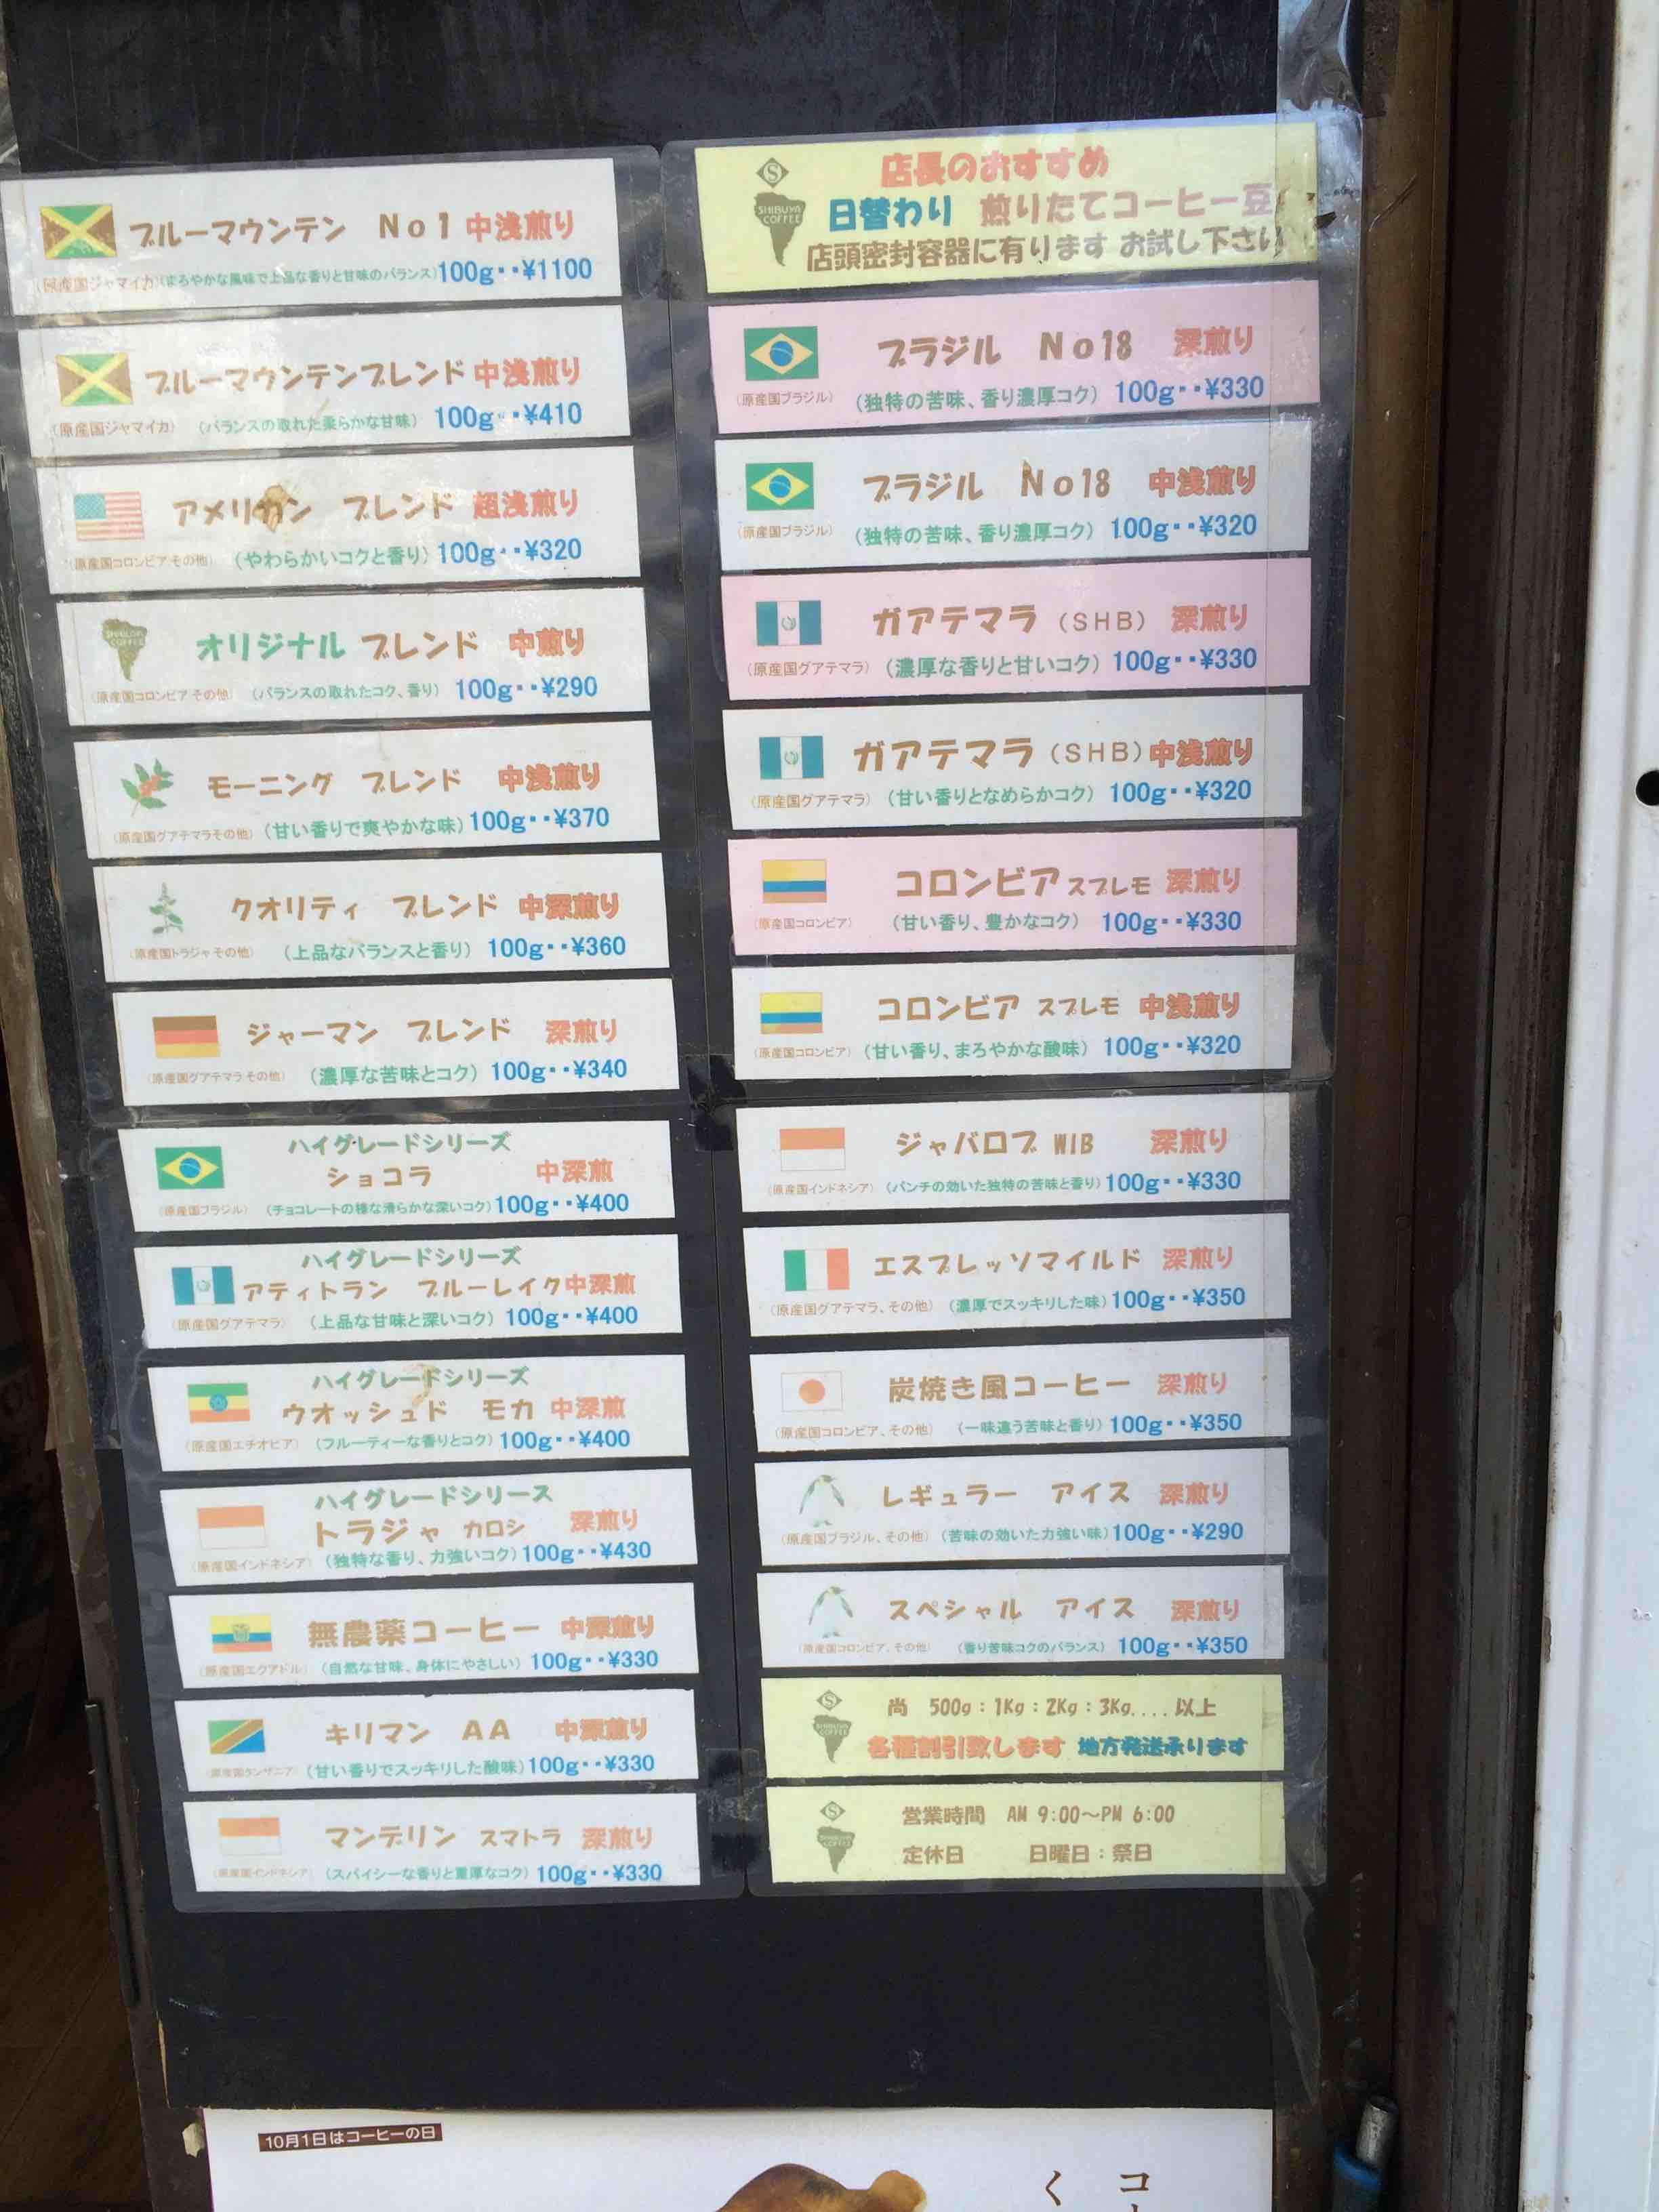 ブルーマウンテン No1 中浅煎り
(原産国ジャマイカ)(まろやかな風味で上品な香りと甘味のバランス)100g‥¥1100
ブルーマウンテンブレンド 中浅煎り
(原産国ジャマイカ) (バランスの取れた柔らかな甘味) 100g‥¥410
アメリカン ブレンド 超浅煎り
(原産国コロンビアその他) (やわらかいコクと香り) 100g‥¥320
SHIBUYA COFFEE
オリジナル ブレンド 中煎り
(原産国コロンビアその他) (バランスの取れたコク、香り) 100g‥¥290
モーニング ブレンド 中浅煎り
(原産国グアテマラその他) (甘い香りで爽やかな味) 100g‥¥370
クオリティ ブレンド 中深煎り
(原産国トラジャその他) (上品なバランスと香り) 100g‥¥360
ジャーマン ブレンド 深煎り
(原産国グアテマラその他) (濃厚な苦味とコク) 100g‥¥340
ハイグレードシリーズ
ショコラ 中深煎
(原産国ブラジル) (チョコレートの様な滑らかな深いコク) 100g‥¥400
ハイグレードシリーズ
アティトラン ブルーレイク 中深煎
(原産国グアテマラ) (上品な甘味と深いコク) 100g‥¥400
ハイグレードシリーズ
ウオッシュド モカ 中深煎
(原産国エチオピア) (フルーティーな香りとコク) 100g‥¥400
ハイグレードシリース
トラジャ カロシ 深煎り
(原産国インドネシア) (独特な香り、力強いコク) 100g‥¥430
無農薬コーヒー 中深煎り
(原産国エクアドル) (自然な甘味、身体にやさしい) 100g‥¥330
キリマン AA 中深煎り
(原産国タンザニア) (甘い香りでスッキリした酸味) 100g‥¥330
マンデリン スマトラ 深煎り
(原産国インドネシア) (スパイシーな香りと重厚なコク) 100g‥¥330
S
SHIBUYA COFFEE
店長のおすすめ
日替わり 煎りたてコーヒー豆
店頭密封容器に有ります お試し下さい
ブラジル No18 深煎り
(原産国ブラジル) (独特の苦味、香り濃厚コク) 100g‥¥330
ブラジル No18 中浅煎り
(原産国ブラジル) (独特の苦味、香り濃厚コク) 100g‥¥320
ガアテマラ (SHB) 深煎り
(原産国グアテマラ) (濃厚な香りと甘いコク) 100g‥¥330
ガアテマラ (SHB) 中浅煎り
(原産国グアテマラ) (甘い香りとなめらかコク) 100g‥¥320
コロンビア スプレモ 深煎り
(原産国コロンビア) (甘い香り、豊かなコク) 100g‥¥330
コロンビア スプレモ 中浅煎り
(原産国コロンビア) (甘い香り、まろやかな酸味) 100g‥¥320
ジャバロブ WIB 深煎り
(原産国インドネシア) (パンチの効いた独特の苦味と香り) 100g‥¥330
エスプレッソマイルド 深煎り
(原産国グアテマラ、その他) (濃厚でスッキリした味) 100g‥¥350
炭焼き風コーヒー 深煎り
(原産国コロンビア、その他) (一味違う苦味と香り) 100g‥¥350
レギュラー アイス 深煎り
(原産国ブラジル、その他) (苦味の効いた力強い味) 100g‥¥290
スペシャル アイス 深煎り
(原産国コロンビア、その他) (香り苦味コクのバランス) 100g‥¥350
S
SHIBUYA COFFEE
尚 500g:1Kg:2Kg:3Kg....以上
各種割引致します 地方発送承ります
S
SHIBUYA COFFEE
営業時間 AM 9:00〜PM 6:00
定休日 日曜日:祭日
10月1日はコーヒーの日
コ
く